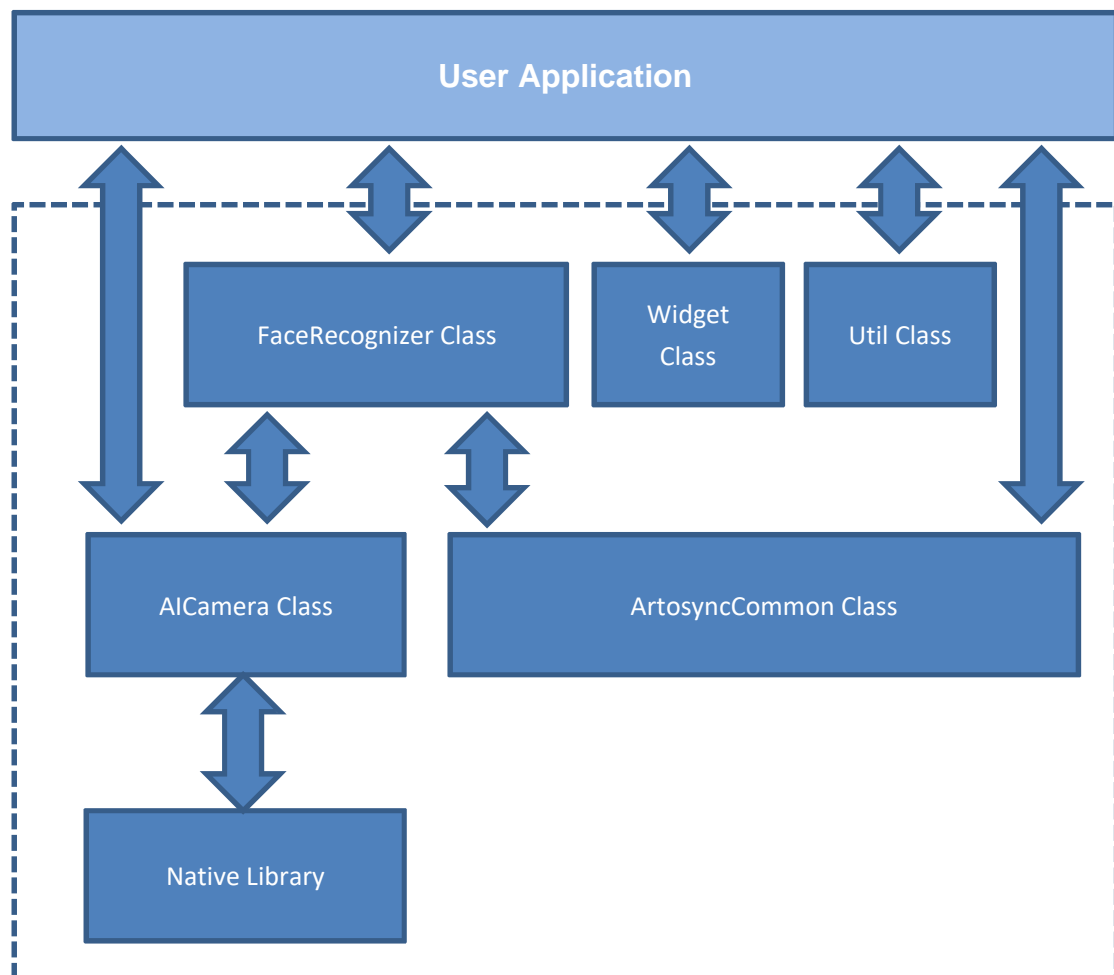 User Application
FaceRecognizer Class
Widget
Class
Util Class
AICamera Class
ArtosyncCommon Class
Native Library